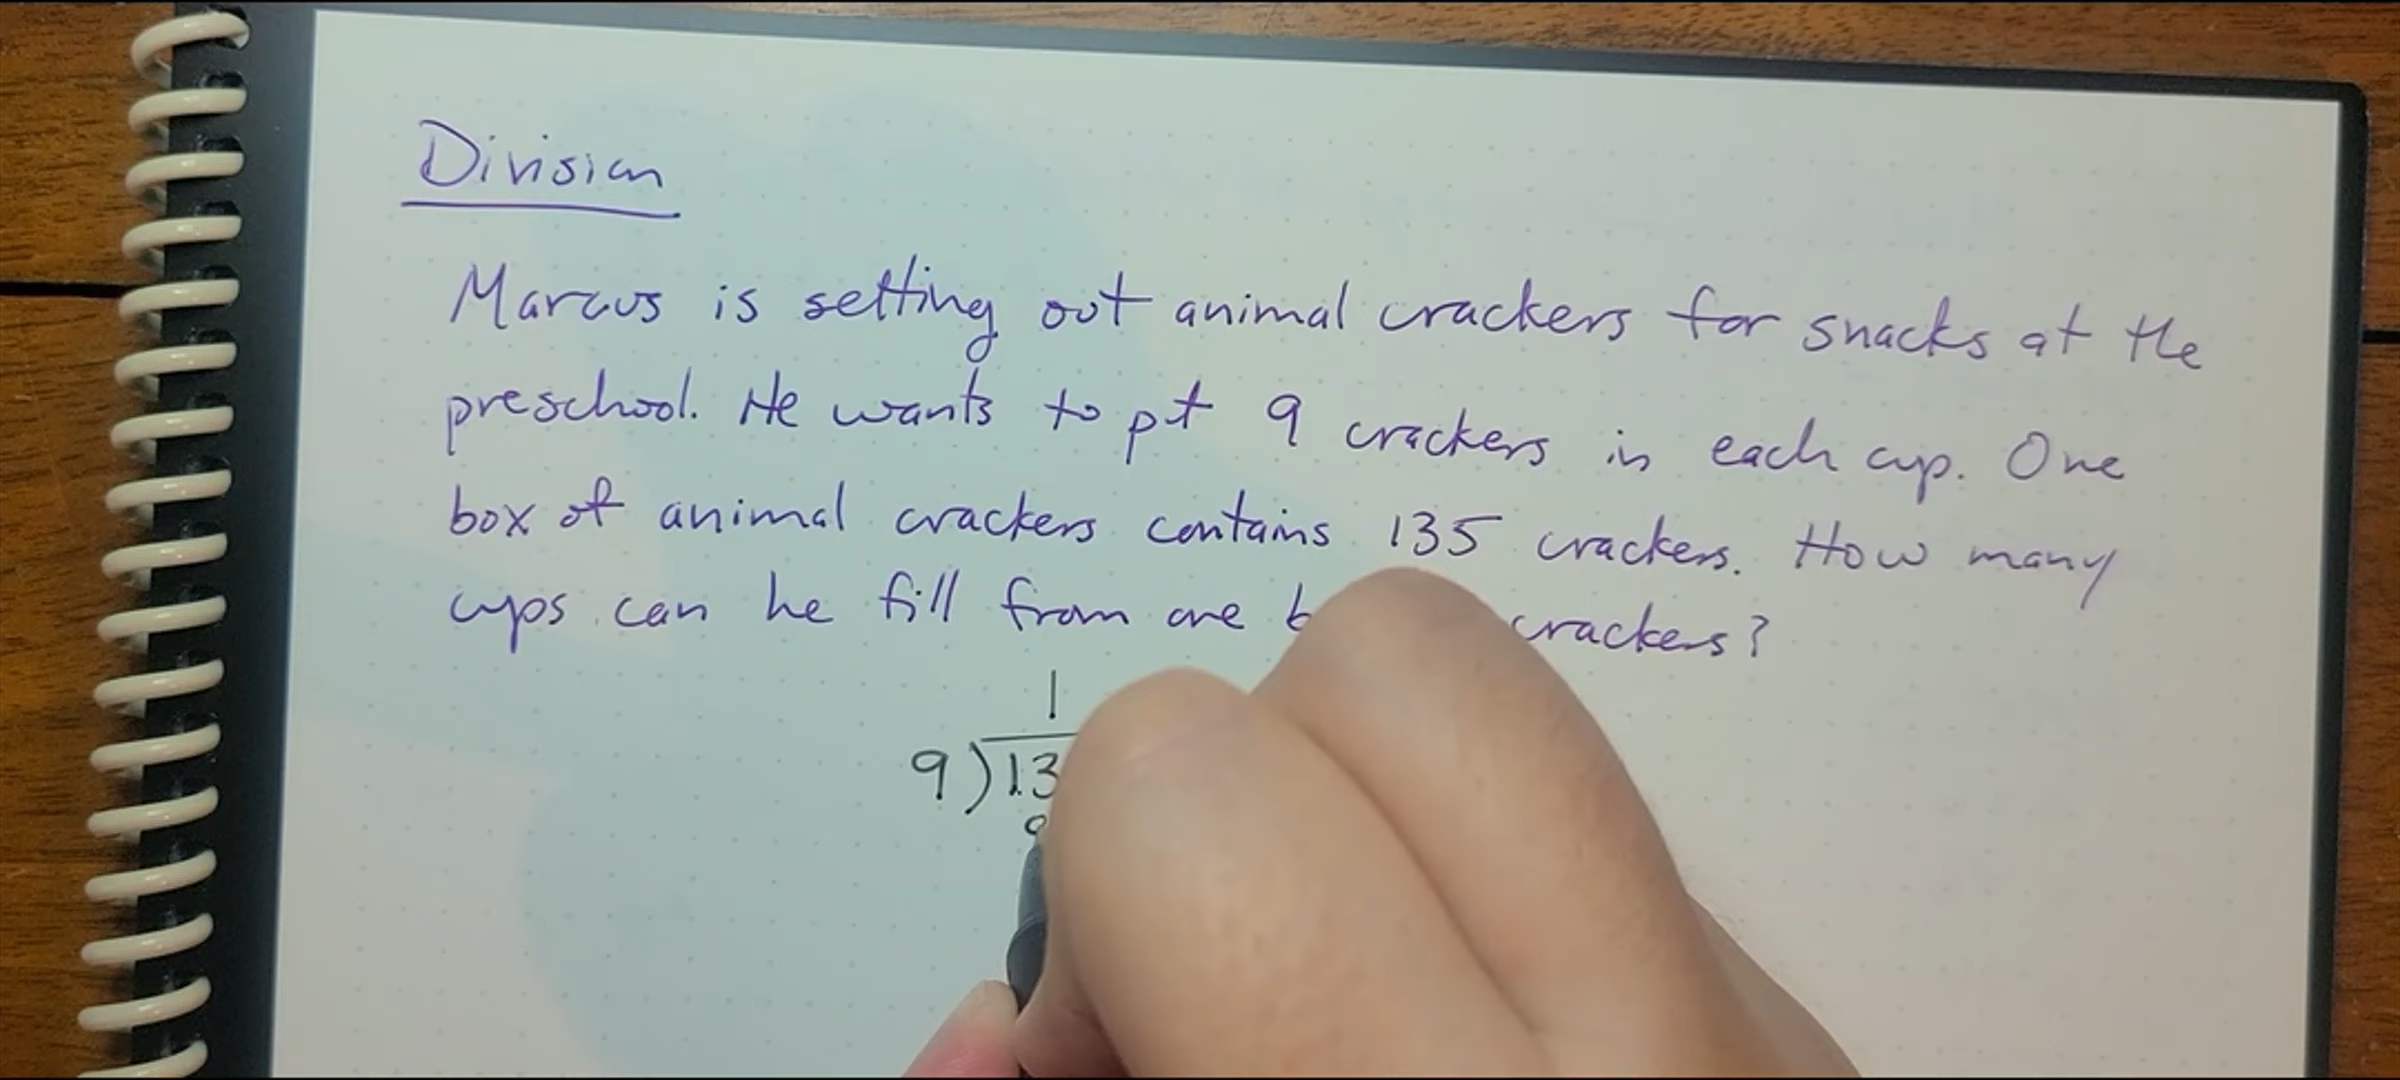 Division
Marcus is setting out animal crackers for snacks at the
preschool. He wants to pt 9 crackers in each cup. One
box of animal crackers contains 135 crackers. How many
cups can he fill from one crackers?
1
9)13
9